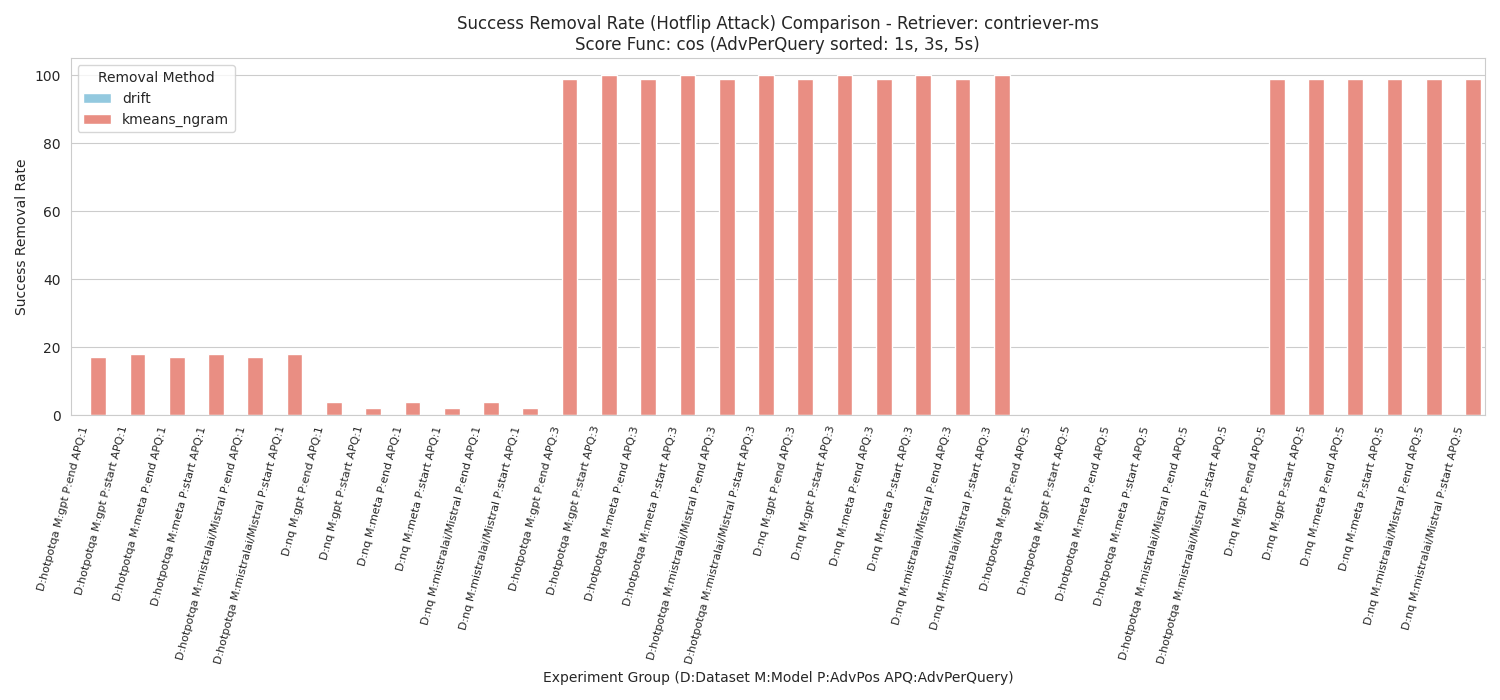 Success Removal Rate (Hotflip Attack) Comparison - Retriever: contriever-ms
Score Func: cos (AdvPerQuery sorted: 1s, 3s, 5s)
Removal Method
drift
kmeans_ngram
Success Removal Rate
100
80
60
40
20
0
D:hotpotqa M:gpt P:end APQ:1
D:hotpotqa M:gpt P:start APQ:1
D:hotpotqa M:meta P:end APQ:1
D:hotpotqa M:meta P:start APQ:1
D:hotpotqa M:mistralai/Mistral P:end APQ:1
D:hotpotqa M:mistralai/Mistral P:start APQ:1
D:nq M:gpt P:end APQ:1
D:nq M:gpt P:start APQ:1
D:nq M:meta P:end APQ:1
D:nq M:meta P:start APQ:1
D:nq M:mistralai/Mistral P:end APQ:1
D:nq M:mistralai/Mistral P:start APQ:1
D:hotpotqa M:gpt P:end APQ:3
D:hotpotqa M:gpt P:start APQ:3
D:hotpotqa M:meta P:end APQ:3
D:hotpotqa M:meta P:start APQ:3
D:hotpotqa M:mistralai/Mistral P:end APQ:3
D:hotpotqa M:mistralai/Mistral P:start APQ:3
D:nq M:gpt P:end APQ:3
D:nq M:gpt P:start APQ:3
D:nq M:meta P:end APQ:3
D:nq M:meta P:start APQ:3
D:nq M:mistralai/Mistral P:end APQ:3
D:nq M:mistralai/Mistral P:start APQ:3
D:hotpotqa M:gpt P:end APQ:5
D:hotpotqa M:gpt P:start APQ:5
D:hotpotqa M:meta P:end APQ:5
D:hotpotqa M:meta P:start APQ:5
D:hotpotqa M:mistralai/Mistral P:end APQ:5
D:hotpotqa M:mistralai/Mistral P:start APQ:5
D:nq M:gpt P:end APQ:5
D:nq M:gpt P:start APQ:5
D:nq M:meta P:end APQ:5
D:nq M:meta P:start APQ:5
D:nq M:mistralai/Mistral P:end APQ:5
D:nq M:mistralai/Mistral P:start APQ:5
Experiment Group (D:Dataset M:Model P:AdvPos APQ:AdvPerQuery)